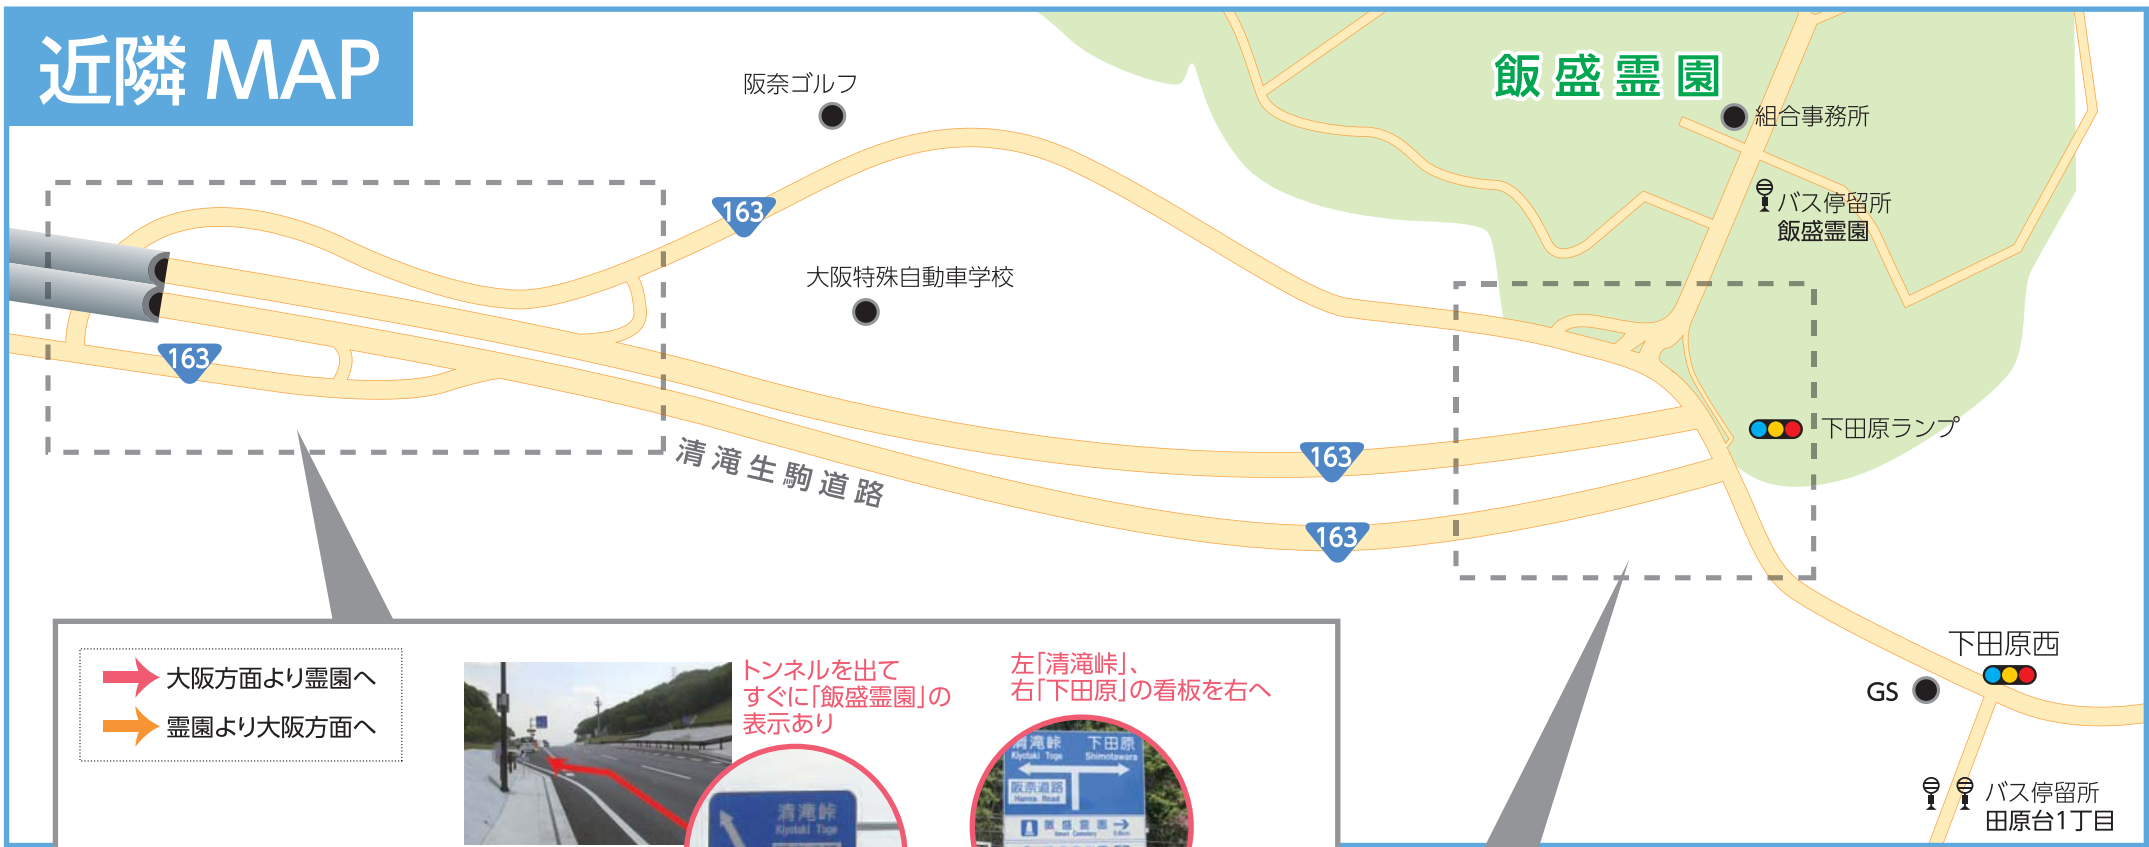 近隣 MAP
阪奈ゴルフ
飯盛霊園
組合事務所
バス停留所
飯盛霊園
163
大阪特殊自動車学校
163
下田原ランプ
163
清滝生駒道路
163
下田原西
GS
バス停留所
田原台1丁目
大阪方面より霊園へ
霊園より大阪方面へ
トンネルを出て
すぐに「飯盛霊園」の
表示あり
左「清滝峠」、
右「下田原」の看板を右へ
清滝峠
Kiyotaki Toge
清滝峠 下田原
Kiyotaki Toge Shimotawara
阪奈道路
Hanna Road
飯盛霊園